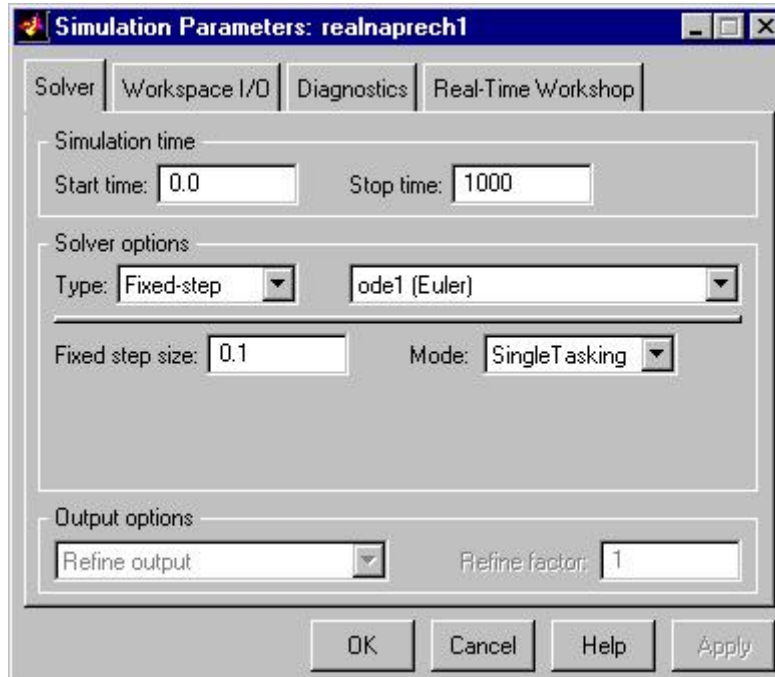 Simulation Parameters: realnaprech1
Solver Workspace I/O Diagnostics Real-Time Workshop
Simulation time
Start time: 0.0 Stop time: 1000
Solver options
Type: Fixed-step ode1 (Euler)
Fixed step size: 0.1 Mode: SingleTasking
Output options
Refine output Refine factor: 1
OK Cancel Help Apply